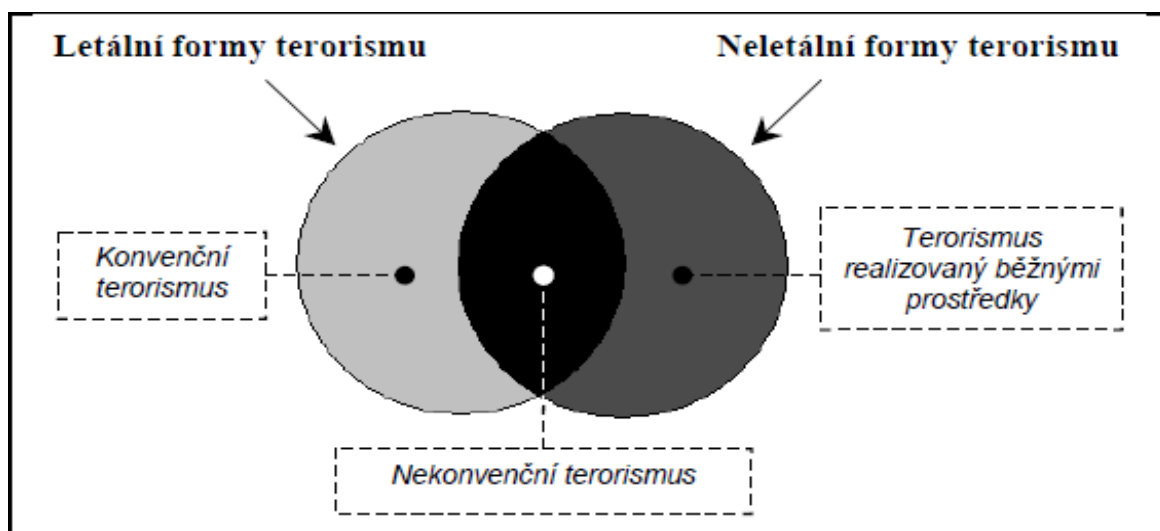 Letální formy terorismu
Neletální formy terorismu
Konvenční
terorismus
Terorismus
realizovaný běžnými
prostředky
Nekonvenční terorismus